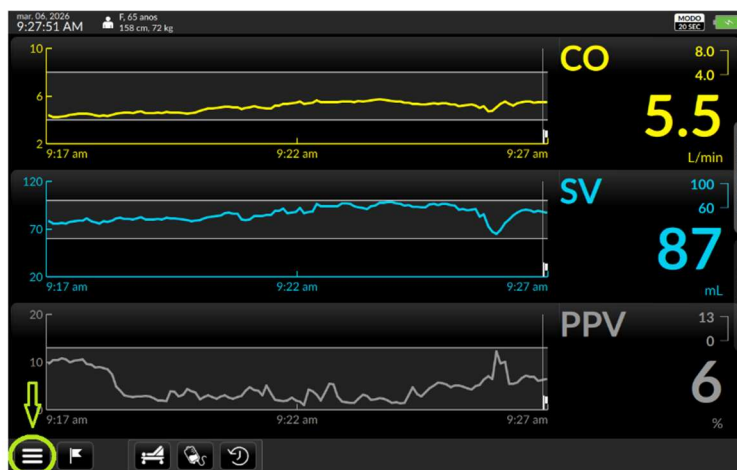 mar. 06, 2026
9:27:51 AM
F, 65 anos
158 cm, 72 kg
MODO
20 SEC
10
6
2
9:17 am
9:22 am
9:27 am
CO
8.0
4.0
5.5
L/min
120
70
20
9:17 am
9:22 am
9:27 am
SV
100
60
87
mL
20
10
0
9:17 am
9:22 am
9:27 am
PPV
13
0
6
%